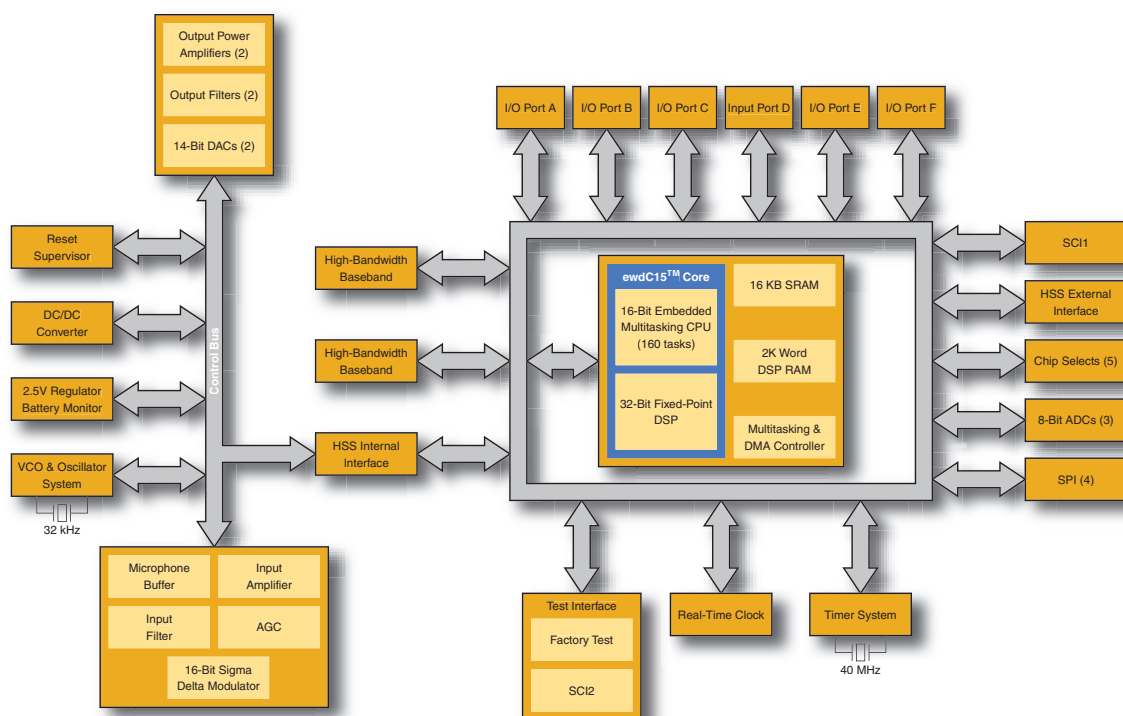 Output Power
Amplifiers (2)
Output Filters (2)
14-Bit DACs (2)
I/O Port A
I/O Port B
I/O Port C
Input Port D
I/O Port E
I/O Port F
Reset
Supervisor
DC/DC
Converter
2.5V Regulator
Battery Monitor
VCO & Oscillator
System
32 kHz
Control Bus
High-Bandwidth
Baseband
High-Bandwidth
Baseband
HSS Internal
Interface
ewdC15™ Core
16-Bit Embedded
Multitasking CPU
(160 tasks)
32-Bit Fixed-Point
DSP
16 KB SRAM
2K Word
DSP RAM
Multitasking &
DMA Controller
SCI1
HSS External
Interface
Chip Selects (5)
8-Bit ADCs (3)
SPI (4)
Microphone
Buffer
Input
Amplifier
Input
Filter
AGC
16-Bit Sigma
Delta Modulator
Test Interface
Factory Test
SCI2
Real-Time Clock
Timer System
40 MHz